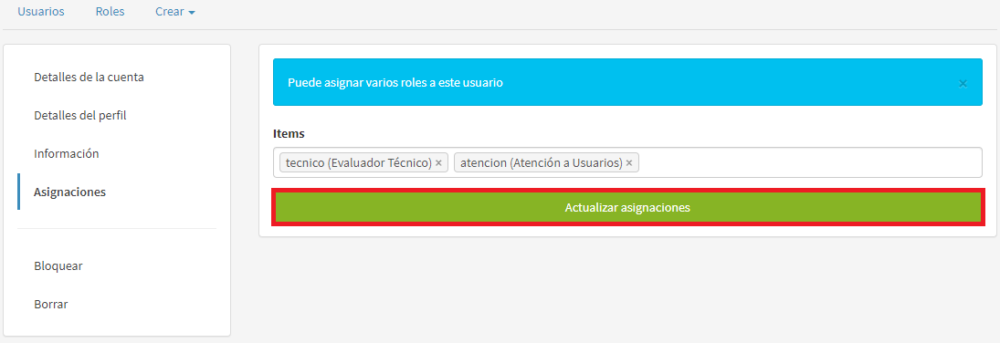 Usuarios Roles Crear
Detalles de la cuenta
Detalles del perfil
Información
Asignaciones
Bloquear
Borrar
Puede asignar varios roles a este usuario ×
Items
tecnico (Evaluador Técnico) × atencion (Atención a Usuarios) ×
Actualizar asignaciones